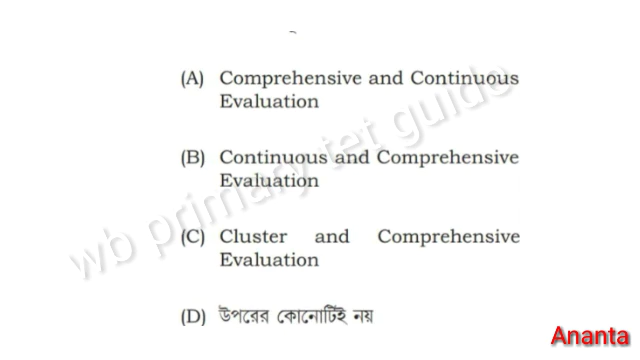 (A) Comprehensive and Continuous
Evaluation
(B) Continuous and Comprehensive
Evaluation
(C) Cluster and Comprehensive
Evaluation
(D) উপরের কোনোটিই নয়
wb primary tet guide
Ananta